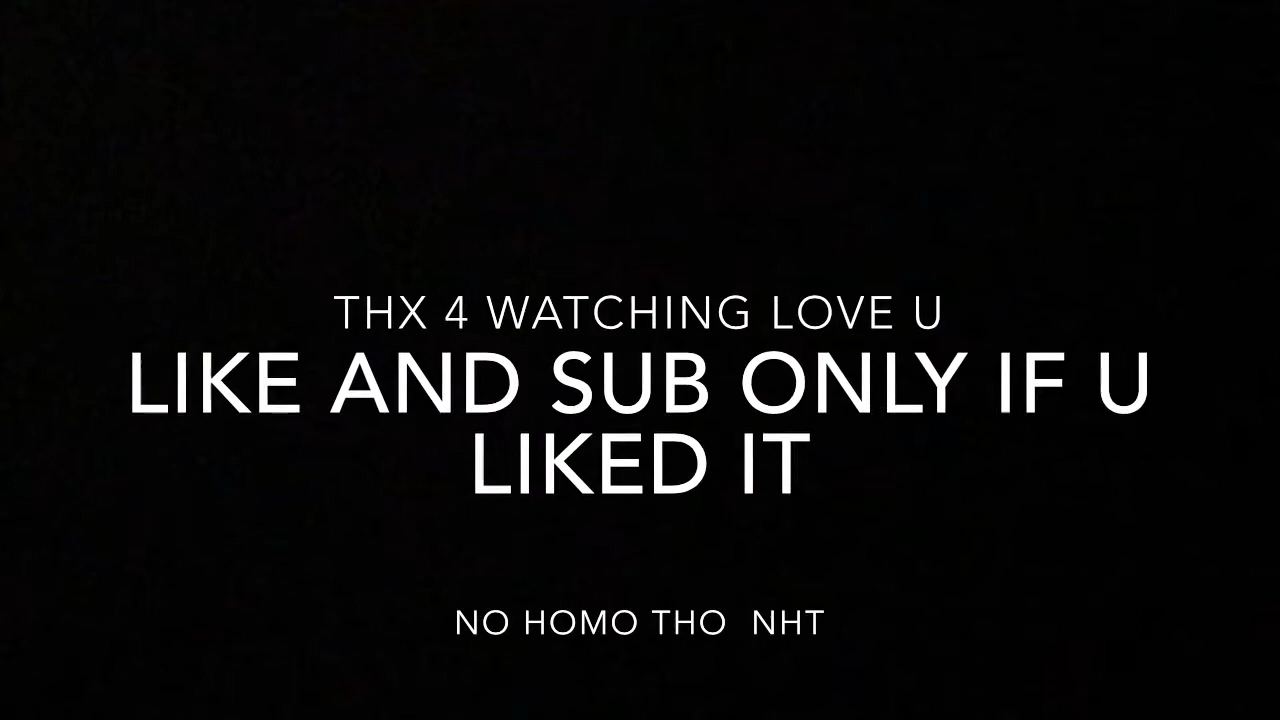 THX 4 WATCHING LOVE U
LIKE AND SUB ONLY IF U
LIKED IT
NO HOMO THO  NHT